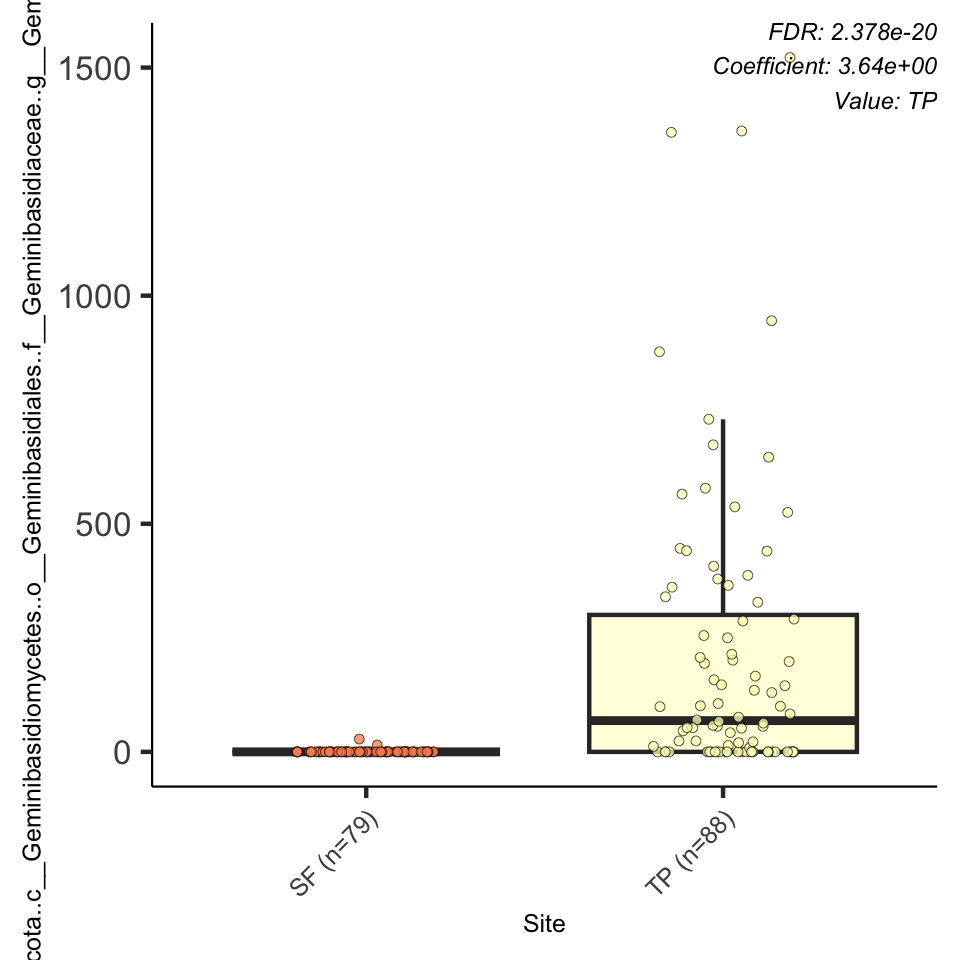 FDR: 2.378e-20
Coefficient: 3.64e+00
Value: TP
1500
1000
500
0
cota..c__Geminibasidiomycetes..o__Geminibasidiales..f__Geminibasidiaceae..g__Gem
SF (n=79)
TP (n=88)
Site